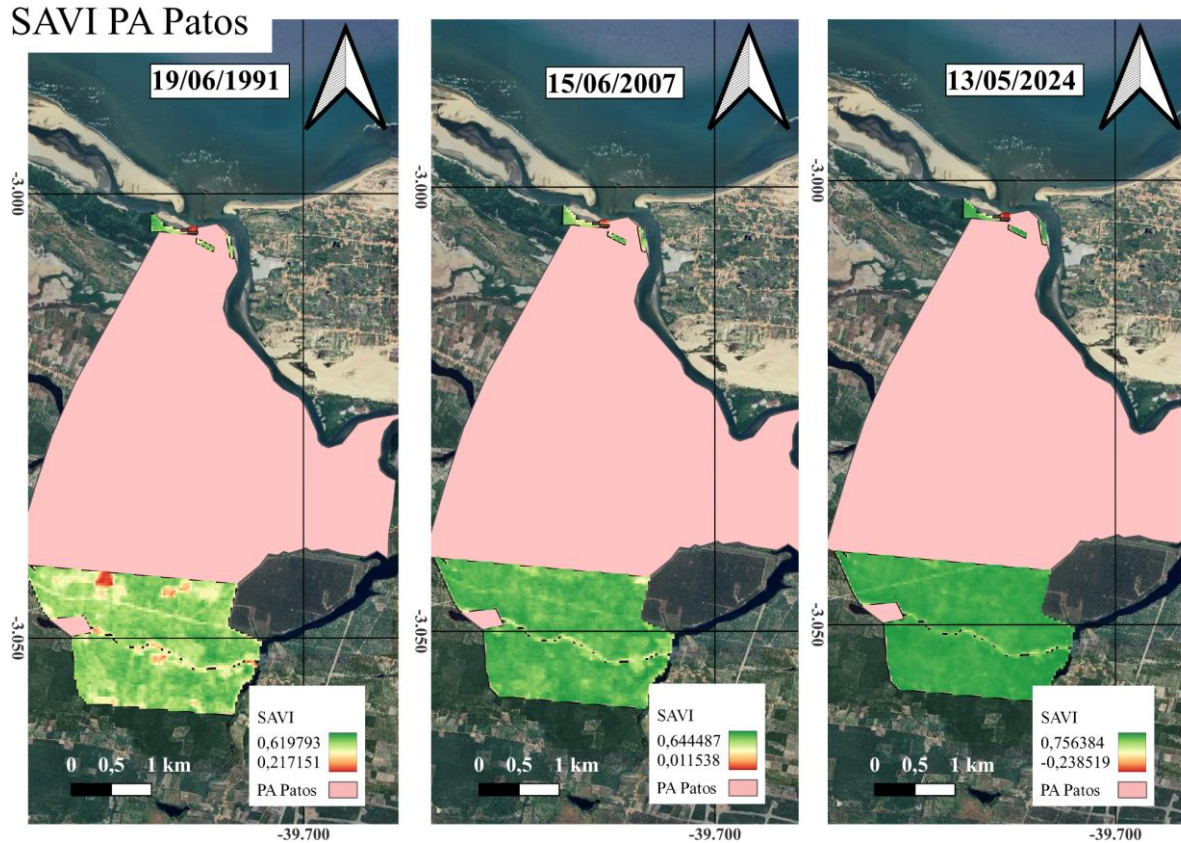 SAVI PA Patos
19/06/1991
-3.000
-3.050
SAVI
0,619793
0,217151
PA Patos
0 0,5 1 km
-39.700
15/06/2007
-3.000
-3.050
SAVI
0,644487
0,011538
PA Patos
0 0,5 1 km
-39.700
13/05/2024
-3.000
-3.050
SAVI
0,756384
-0,238519
PA Patos
0 0,5 1 km
-39.700